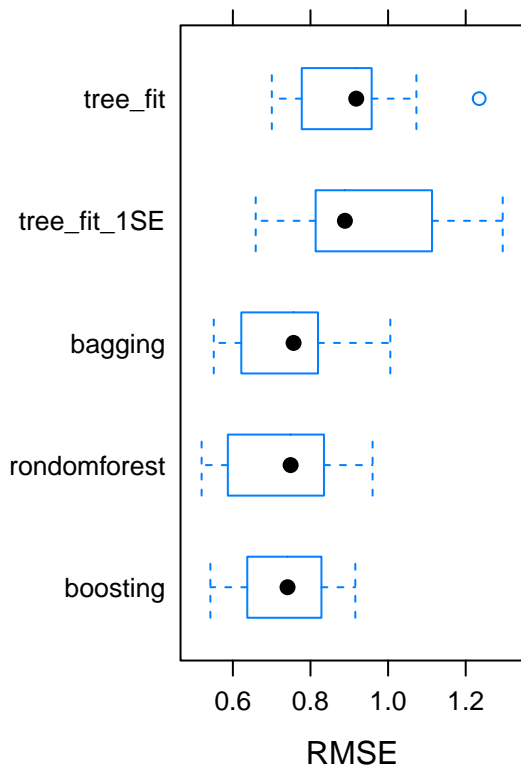 tree_fit
tree_fit_1SE
bagging
rondomforest
boosting
0.6 0.8 1.0 1.2
RMSE